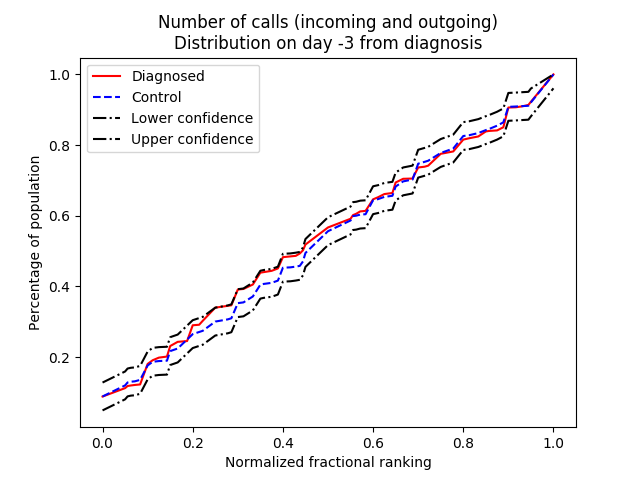 Number of calls (incoming and outgoing)
Distribution on day -3 from diagnosis
Diagnosed
Control
Lower confidence
Upper confidence
Percentage of population
1.0
0.8
0.6
0.4
0.2
0.0 0.2 0.4 0.6 0.8 1.0
Normalized fractional ranking